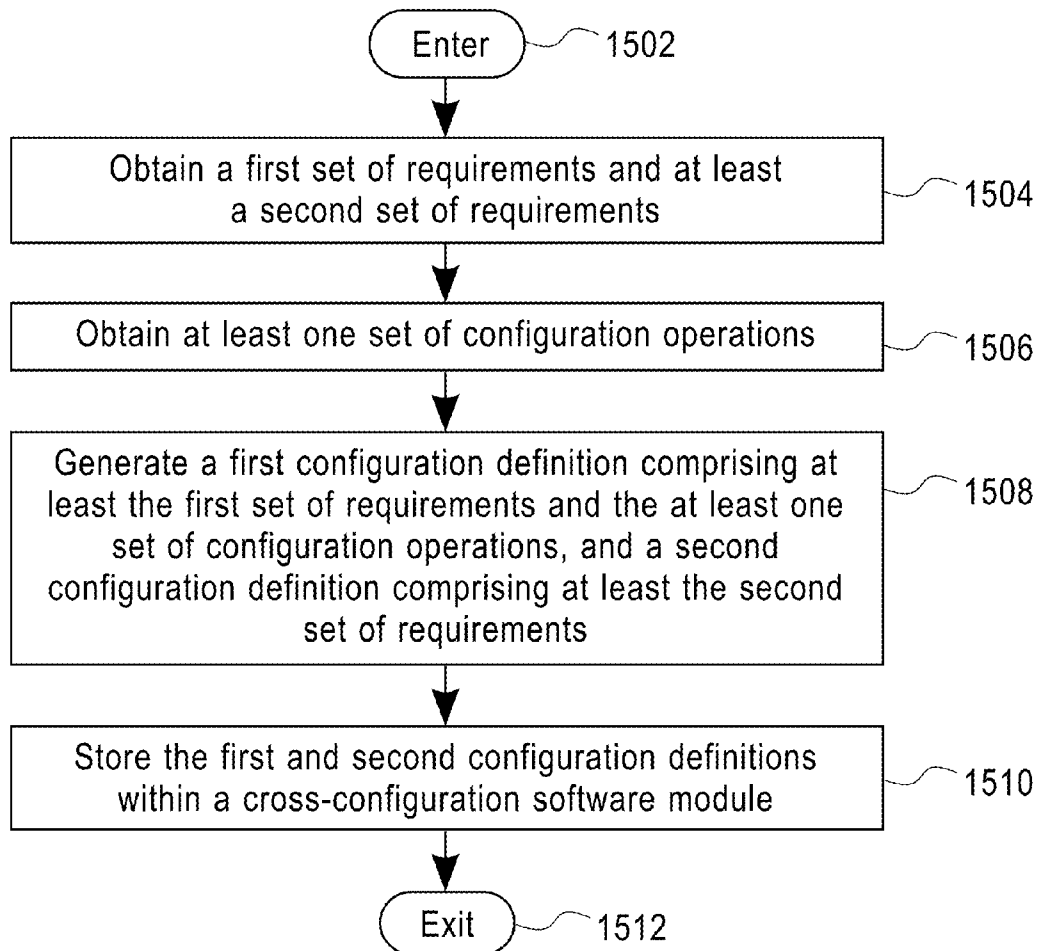 Enter
1502
Obtain a first set of requirements and at least
a second set of requirements
1504
Obtain at least one set of configuration operations
1506
Generate a first configuration definition comprising at
least the first set of requirements and the at least one
set of configuration operations, and a second
configuration definition comprising at least the second
set of requirements
1508
Store the first and second configuration definitions
within a cross-configuration software module
1510
Exit
1512